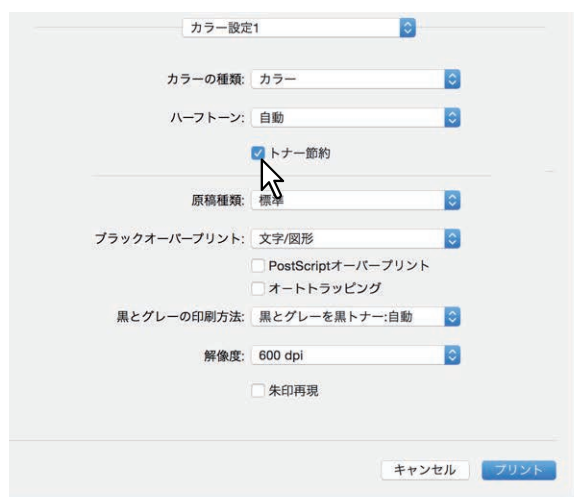 カラー設定1
カラーの種類: カラー
ハーフトーン: 自動
トナー節約
原稿種類: 標準
ブラックオーバープリント: 文字/図形
PostScriptオーバープリント
オートトラッピング
黒とグレーの印刷方法: 黒とグレーを黒トナー:自動
解像度: 600 dpi
朱印再現
キャンセル プリント